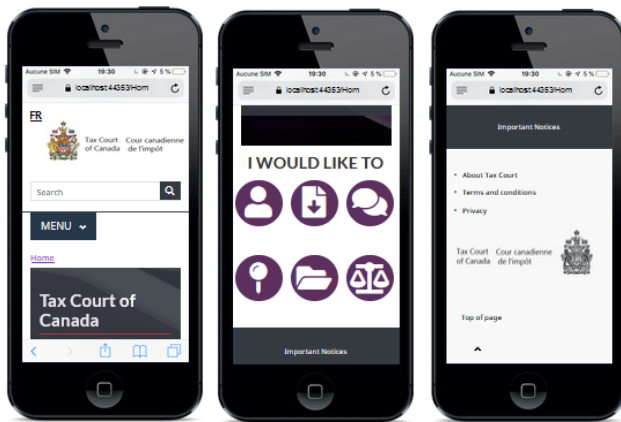 Aucune SIM 19:30 5 %
localhost:44353/Hom
FR
Tax Court Cour canadienne
of Canada de l'impôt
Search
MENU
Home
Tax Court of
Canada
Aucune SIM 19:30 5 %
localhost:44353/Hom
I WOULD LIKE TO
Important Notices
Aucune SIM 19:30 5 %
localhost:44353/Hom
Important Notices
• About Tax Court
• Terms and conditions
• Privacy
Tax Court Cour canadienne
of Canada de l'impôt
Top of page